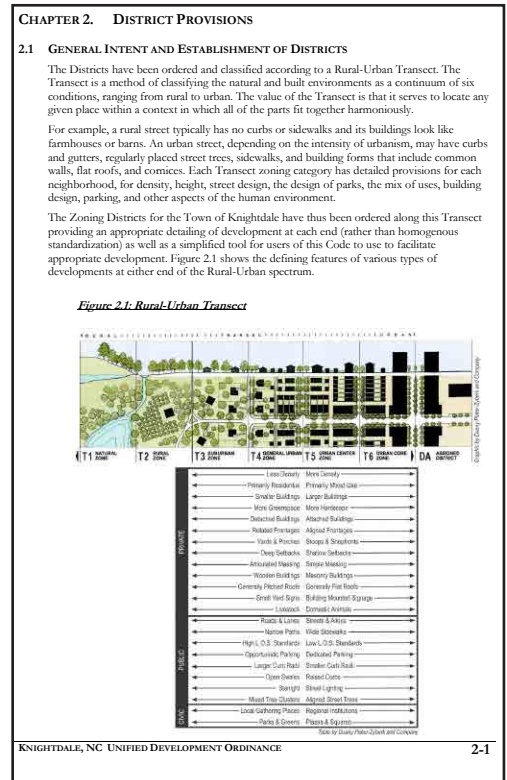 CHAPTER 2. DISTRICT PROVISIONS
2.1 GENERAL INTENT AND ESTABLISHMENT OF DISTRICTS
The Districts have been ordered and classified according to a Rural-Urban Transect. The
Transect is a method of classifying the natural and built environments as a continuum of six
conditions, ranging from rural to urban. The value of the Transect is that it serves to locate any
given place within a context in which all of the parts fit together harmoniously.
For example, a rural street typically has no curbs or sidewalks and its buildings look like
farmhouses or barns. An urban street, depending on the intensity of urbanism, may have curbs
and gutters, regularly placed street trees, sidewalks, and building forms that include common
walls, flat roofs, and cornices. Each Transect zoning category has detailed provisions for each
neighborhood, for density, height, street design, the design of parks, the mix of uses, building
design, parking, and other aspects of the human environment.
The Zoning Districts for the Town of Knightdale have thus been ordered along this Transect
providing an appropriate detailing of development at each end (rather than homogenous
standardization) as well as a simplified tool for users of this Code to use to facilitate
appropriate development. Figure 2.1 shows the defining features of various types of
developments at either end of the Rural-Urban spectrum.
Figure 2.1: Rural-Urban Transect
Graphic by Duany Plater-Zyberk and Company
T1 NATURAL ZONE T2 RURAL ZONE T3 SUBURBAN ZONE T4 GENERAL URBAN ZONE T5 URBAN CENTER ZONE T6 URBAN CORE ZONE DA ASSIGNED DISTRICT
PRIVATE
Less Density More Density
Primarily Residential Primarily Mixed Use
Smaller Buildings Larger Buildings
More Greenspace More Hardscape
Detached Buildings Attached Buildings
Rotated Frontages Aligned Frontages
Yards & Porches Stoops & Shopfronts
Deep Setbacks Shallow Setbacks
Articulated Massing Simple Massing
Wooden Buildings Masonry Buildings
Generally Pitched Roofs Generally Flat Roofs
Small Yard Signs Building Mounted Signage
Livestock Domestic Animals
PUBLIC
Roads & Lanes Streets & Alleys
Narrow Paths Wide Sidewalks
High L.O.S. Standards Low L.O.S. Standards
Opportunistic Parking Dedicated Parking
Larger Curb Radii Smaller Curb Radii
Open Swales Raised Curbs
Starlight Street Lighting
Mixed Tree Clusters Aligned Street Trees
CIVIC
Local Gathering Places Regional Institutions
Parks & Greens Plazas & Squares
Table by Duany Plater-Zyberk and Company
KNIGHTDALE, NC UNIFIED DEVELOPMENT ORDINANCE 2-1